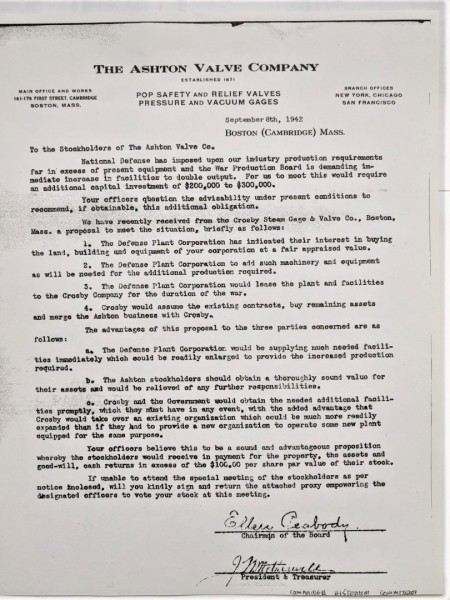 THE ASHTON VALVE COMPANY
ESTABLISHED 1871
MAIN OFFICE AND WORKS
161-179 FIRST STREET, CAMBRIDGE
BOSTON, MASS.
POP SAFETY AND RELIEF VALVES
PRESSURE AND VACUUM GAGES
BRANCH OFFICES
NEW YORK, CHICAGO
SAN FRANCISCO
September 8th, 1942
BOSTON (CAMBRIDGE) MASS.
To the Stockholders of The Ashton Valve Co.
National Defense has imposed upon our industry production requirements
far in excess of present equipment and the War Production Board is demanding im-
mediate increase in facilities to double output. For us to meet this would require
an additional capital investment of $200,000 to $300,000.
Your officers question the advisability under present conditions to
recommend, if obtainable, this additional obligation.
We have recently received from the Crosby Steam Gage & Valve Co., Boston,
Mass. a proposal to meet the situation, briefly as follows:
1. The Defense Plant Corporation has indicated their interest in buying
the land, building and equipment of your corporation at a fair appraised value.
2. The Defense Plant Corporation to add such machinery and equipment
as will be needed for the additional production required.
3. The Defense Plant Corporation would lease the plant and facilities
to the Crosby Company for the duration of the war.
4. Crosby would assume the existing contracts, buy remaining assets
and merge the Ashton business with Crosby.
The advantages of this proposal to the three parties concerned are as
follows:
a. The Defense Plant Corporation would be supplying much needed facili-
ties immediately which could be readily enlarged to provide the increased production
required.
b. The Ashton stockholders should obtain a thoroughly sound value for
their assets and would be relieved of any further responsibilities.
c. Crosby and the Government would obtain the needed additional facili-
ties promptly, which they must have in any event, with the added advantage that
Crosby would take over an existing organization which could be much more readily
expanded than if they had to provide a new organization to operate some new plant
equipped for the same purpose.
Your officers believe this to be a sound and advantageous proposition
whereby the stockholders would receive in payment for the property, the assets and
good-will, cash returns in excess of the $100.00 per share par value of their stock.
If unable to attend the special meeting of the stockholders as per
notice inclosed, will you kindly sign and return the attached proxy empowering the
designated officers to vote your stock at this meeting.
Ellen Peabody
Chairman of the Board
President & Treasurer
CAMBRIDGE HISTORICAL COMMISSION